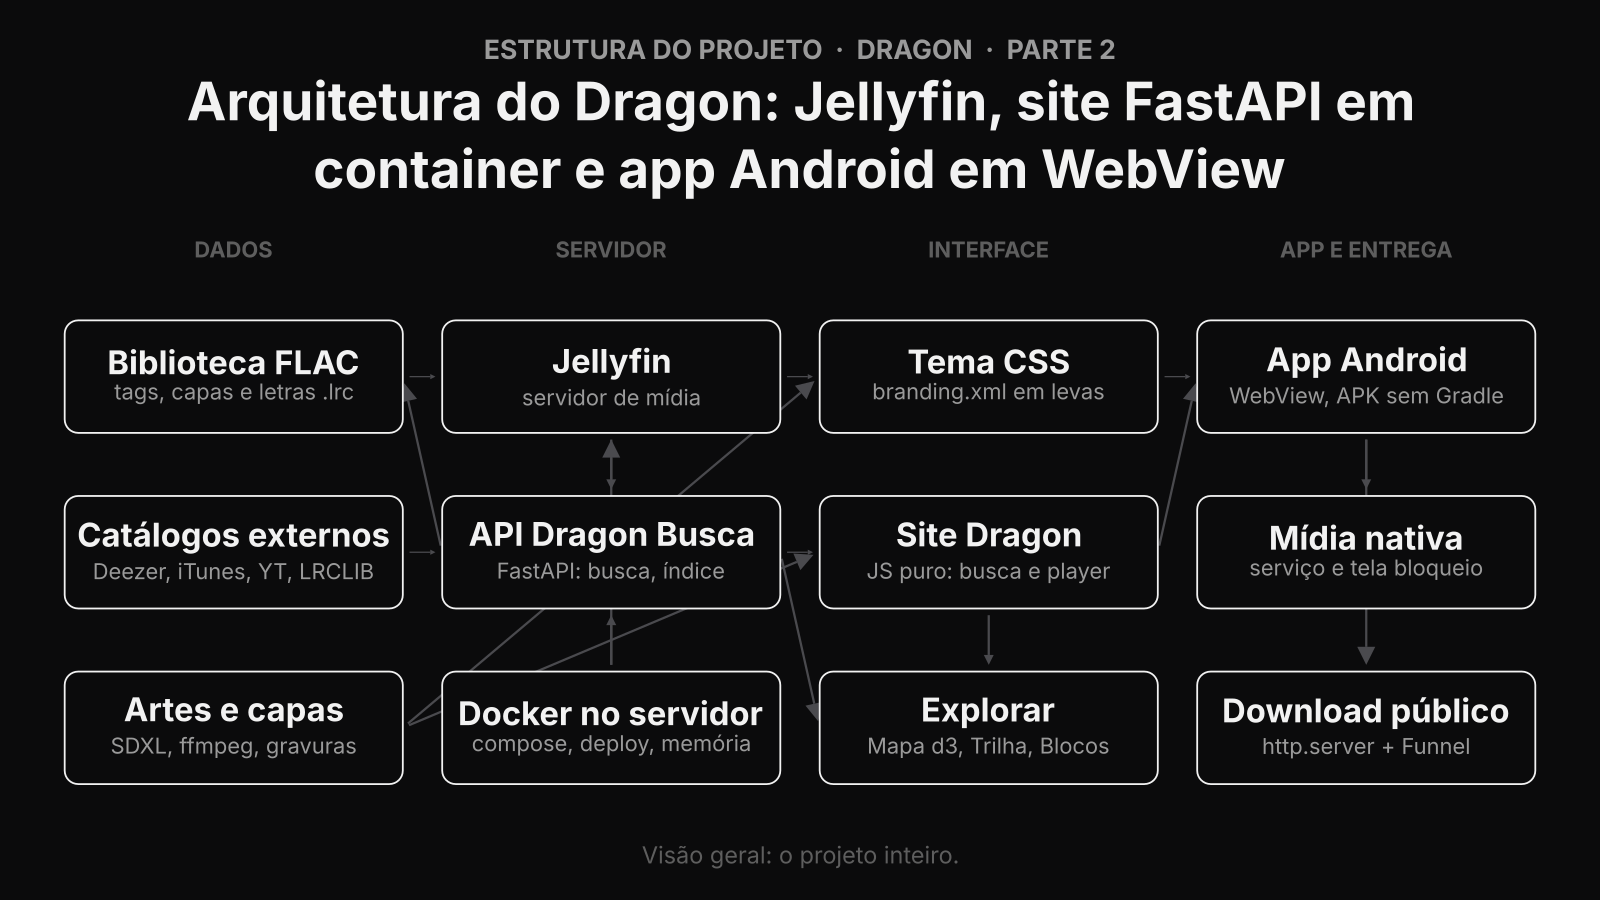 ESTRUTURA DO PROJETO · DRAGON · PARTE 2
Arquitetura do Dragon: Jellyfin, site FastAPI em
container e app Android em WebView
DADOS
SERVIDOR
INTERFACE
APP E ENTREGA
Biblioteca FLAC
tags, capas e letras .lrc
Jellyfin
servidor de mídia
Tema CSS
branding.xml em levas
App Android
WebView, APK sem Gradle
Catálogos externos
Deezer, iTunes, YT, LRCLIB
API Dragon Busca
FastAPI: busca, índice
Site Dragon
JS puro: busca e player
Mídia nativa
serviço e tela bloqueio
Artes e capas
SDXL, ffmpeg, gravuras
Docker no servidor
compose, deploy, memória
Explorar
Mapa d3, Trilha, Blocos
Download público
http.server + Funnel
Visão geral: o projeto inteiro.